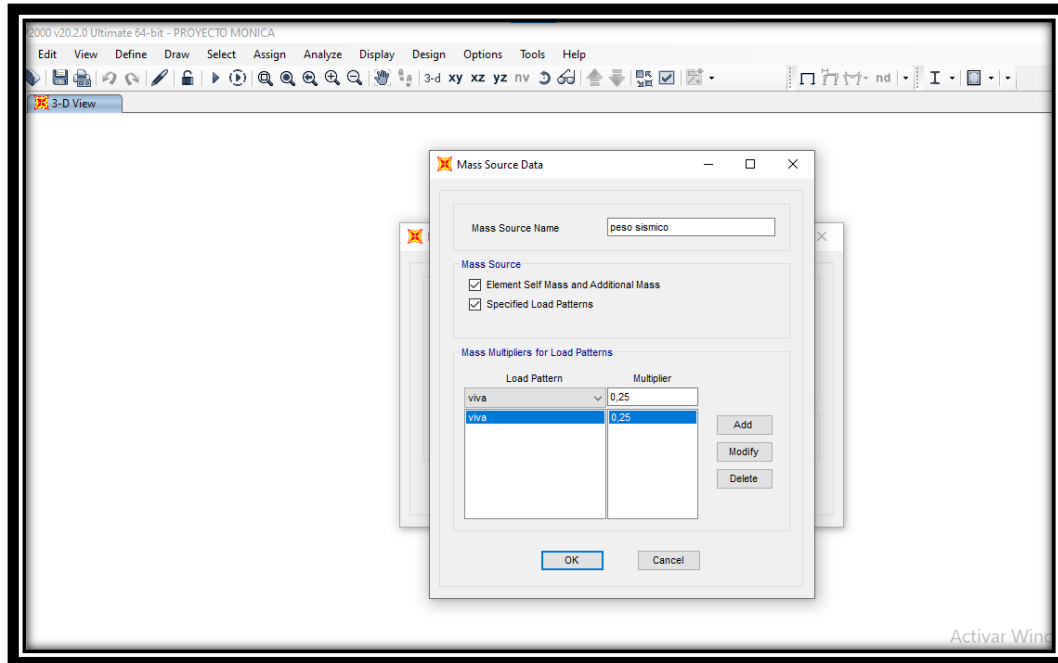 2000 v20.2.0 Ultimate 64-bit - PROYECTO MONICA
Edit View Define Draw Select Assign Analyze Display Design Options Tools Help
3-d xy xz yz nv nd
3-D View
Mass Source Data
Mass Source Name peso sismico
Mass Source
Element Self Mass and Additional Mass
Specified Load Patterns
Mass Multipliers for Load Patterns
Load Pattern Multiplier
viva 0,25
viva 0,25
Add
Modify
Delete
OK Cancel
Activar Wind